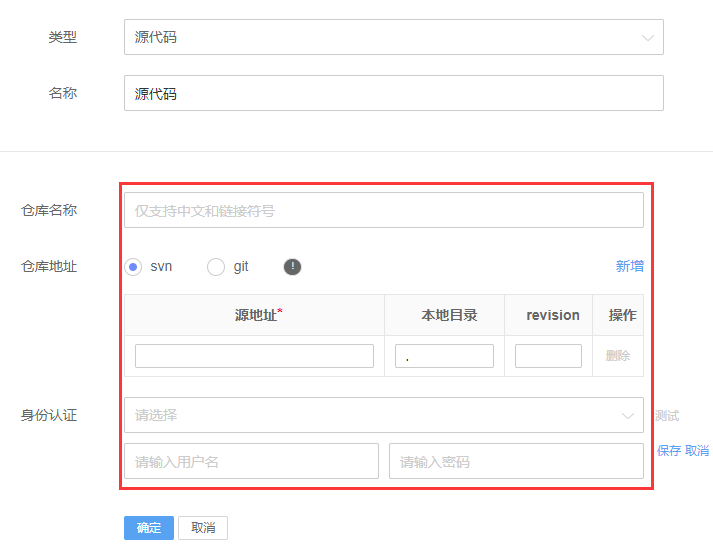 类型 源代码
名称 源代码
仓库名称 仅支持中文和链接符号
仓库地址 svn git ! 新增
源地址* 本地目录 revision 操作
. 删除
身份认证 请选择 测试
请输入用户名 请输入密码 保存 取消
确定 取消